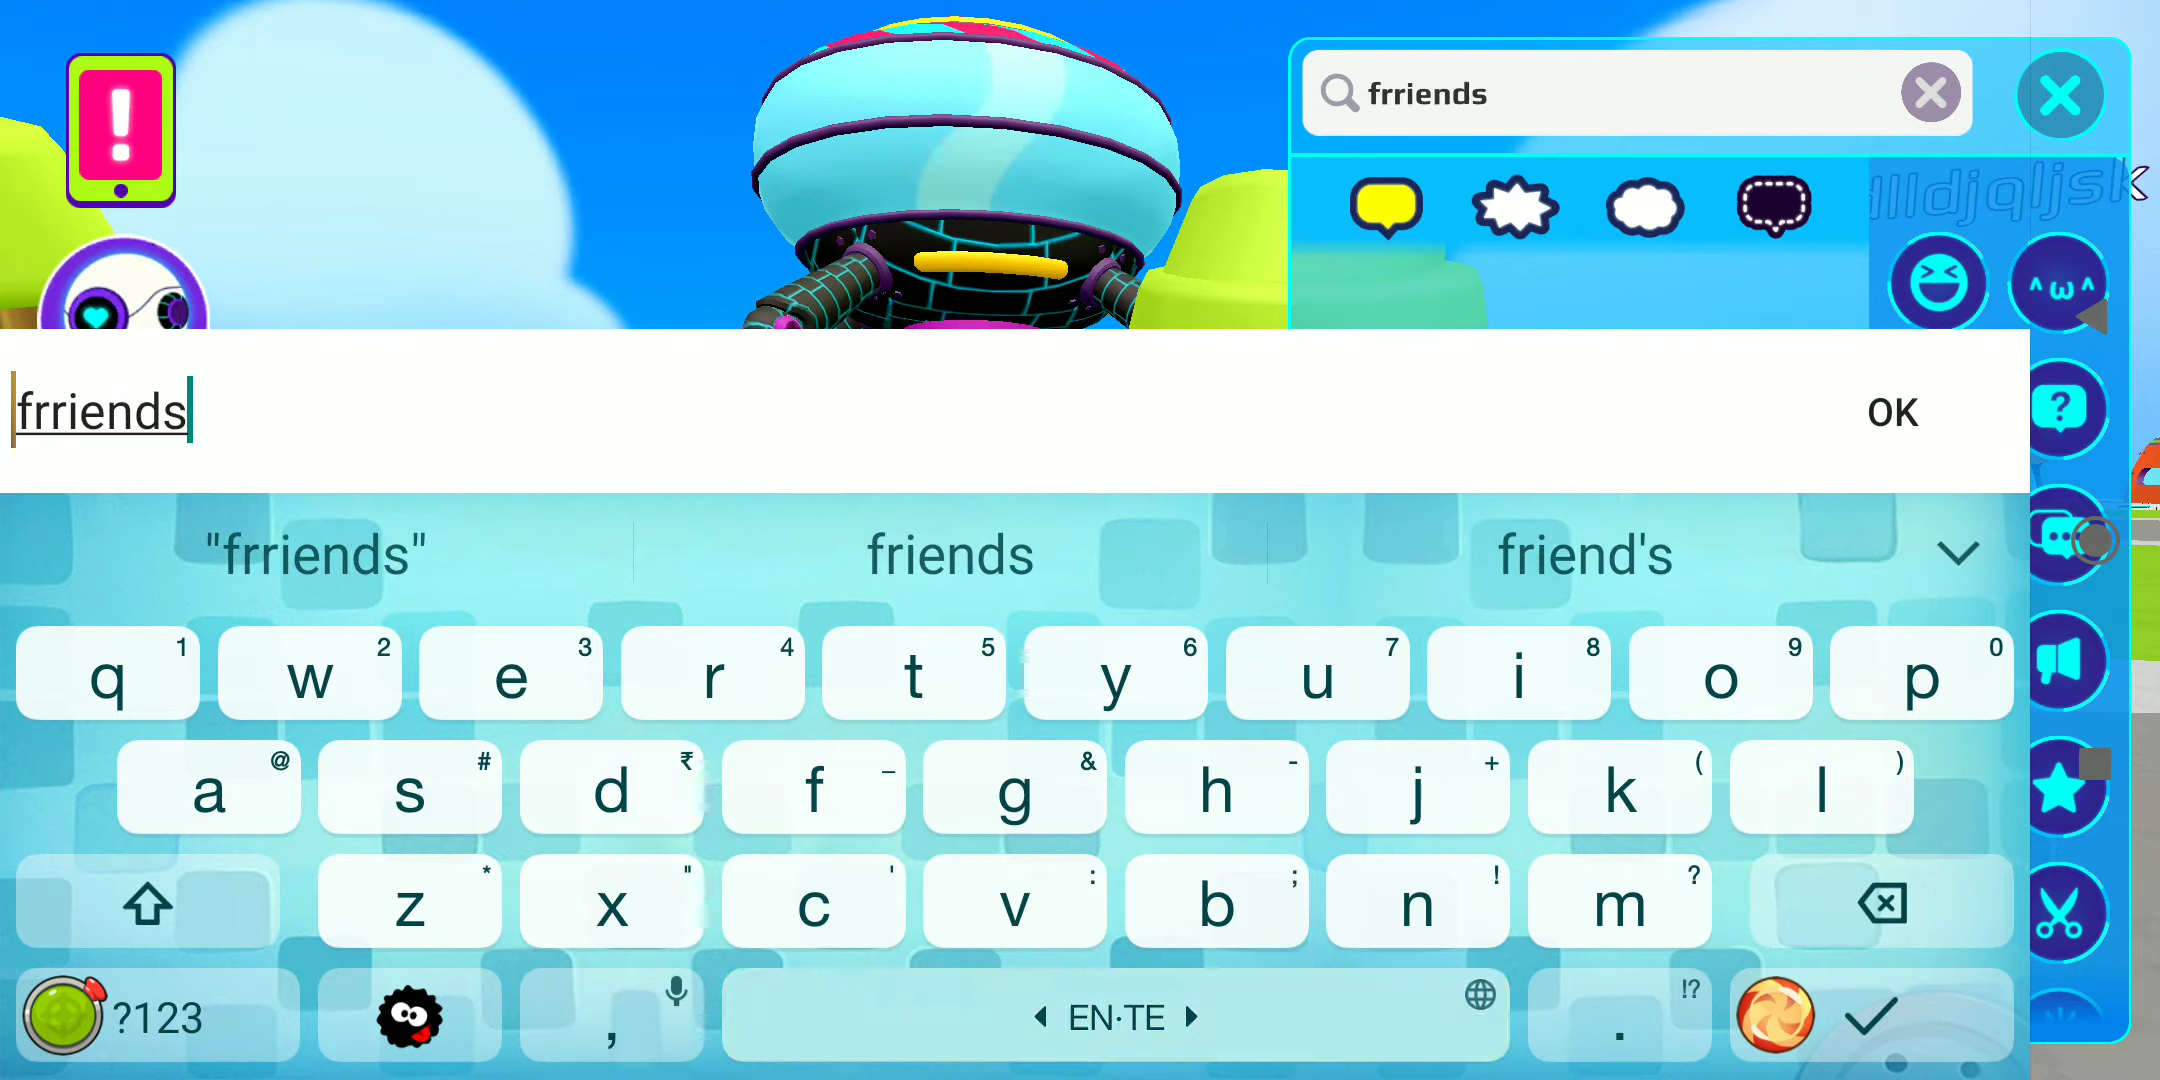 !
frriends
dlldjqljsk
^ω^
?
frriends
OK
"frriends" friends friend's
q 1 w 2 e 3 r 4 t 5 y 6 u 7 i 8 o 9 p 0
a @ s # d ₹ f _ g & h - j + k ( l )
z * x " c ' v : b ; n ! m ?
?123 , EN·TE . !?